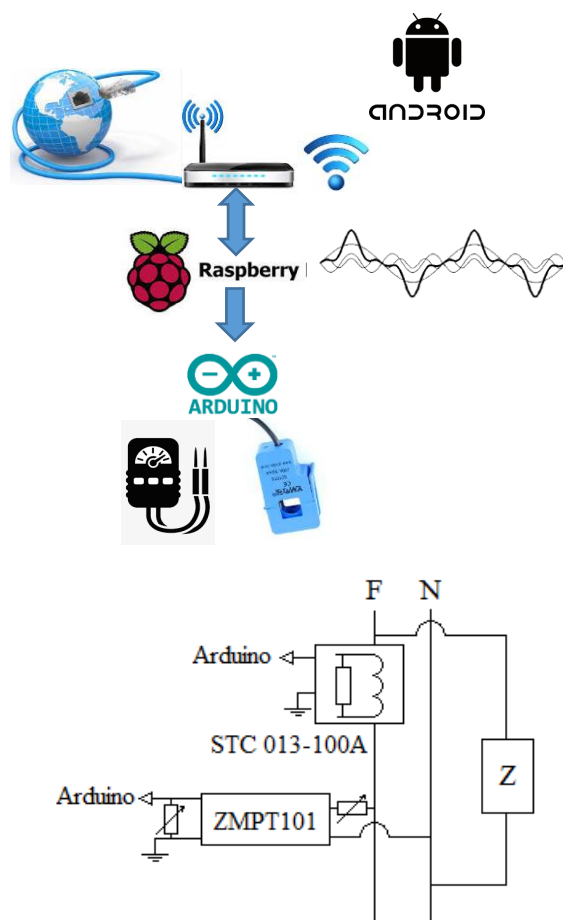 ANDROID
Raspberry
ARDUINO
F N
Arduino
STC 013-100A
Z
Arduino
ZMPT101